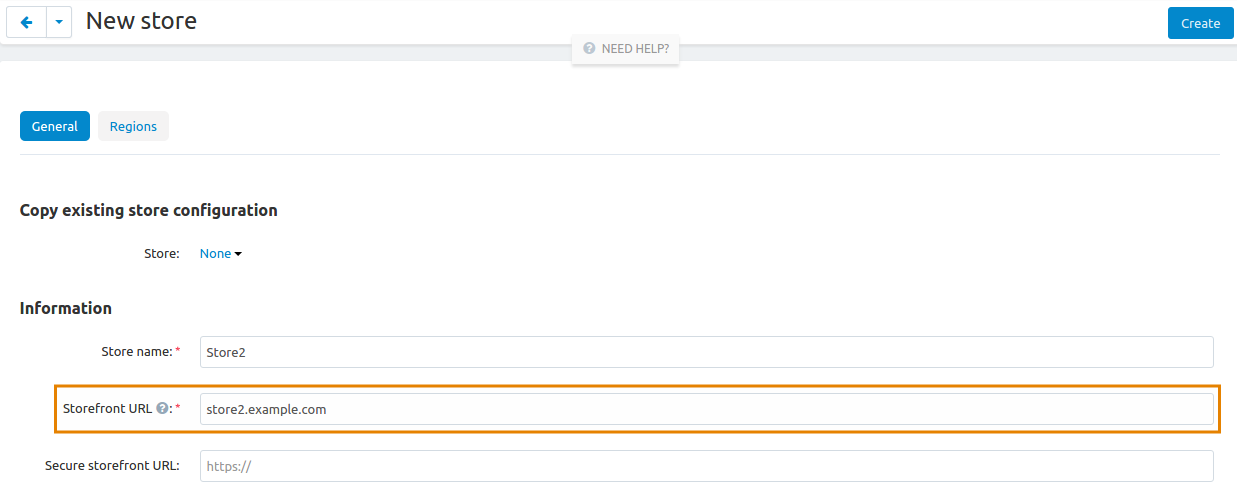 New store
Create
NEED HELP?
General
Regions
Copy existing store configuration
Store: None
Information
Store name: * Store2
Storefront URL ?: * store2.example.com
Secure storefront URL: https://